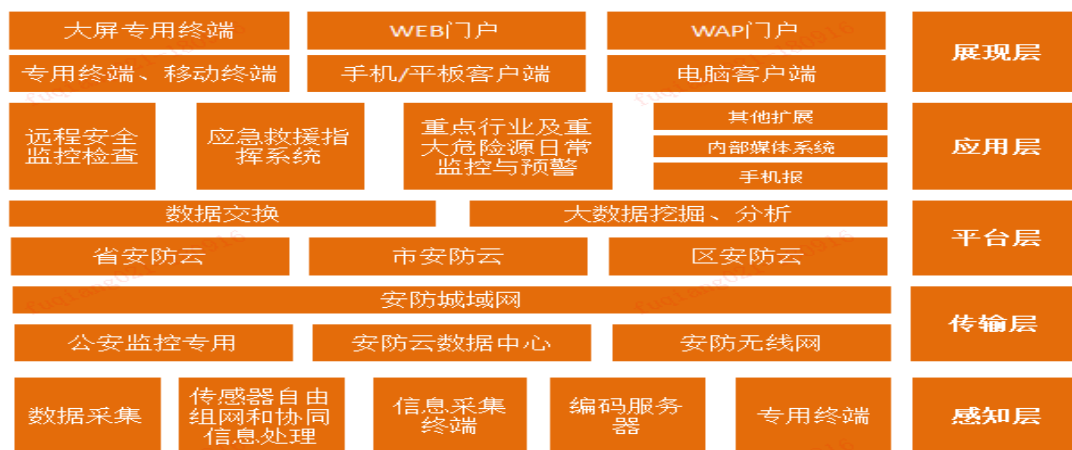 大屏专用终端
WEB门户
WAP门户
专用终端、移动终端
手机/平板客户端
电脑客户端
展现层
远程安全
监控检查
应急救援指
挥系统
重点行业及重
大危险源日常
监控与预警
其他扩展
内部媒体系统
手机报
应用层
数据交换
大数据挖掘、分析
省安防云
市安防云
区安防云
平台层
安防城域网
公安监控专用
安防云数据中心
安防无线网
传输层
数据采集
传感器自由
组网和协同
信息处理
信息采集
终端
编码服务
器
专用终端
感知层